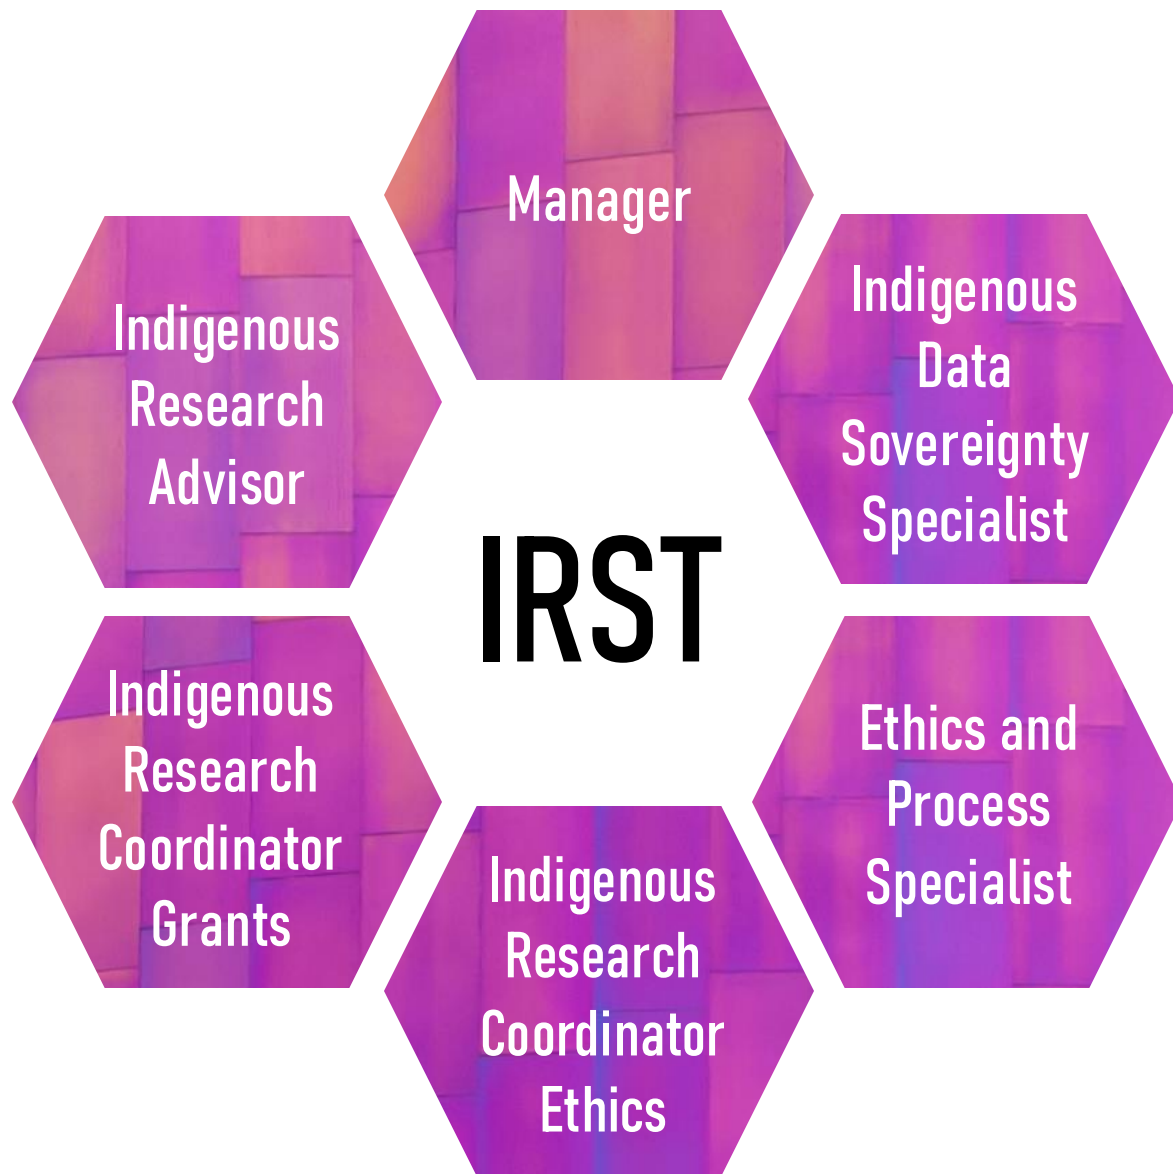 Manager
Indigenous
Data
Sovereignty
Specialist
Ethics and
Process
Specialist
Indigenous
Research
Coordinator
Ethics
Indigenous
Research
Coordinator
Grants
Indigenous
Research
Advisor
IRST